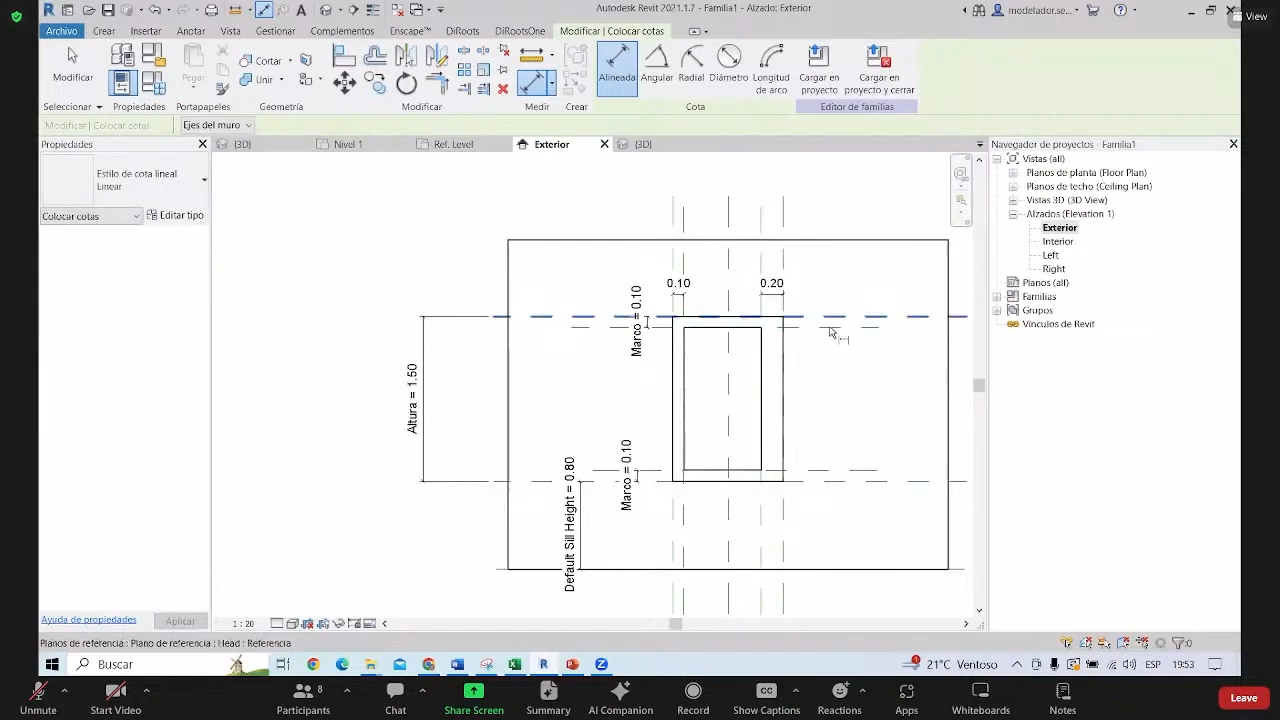 Autodesk Revit 2021.1.7 - Familia1 - Alzado: Exterior
modelador.se...
View
Archivo Crear Insertar Anotar Vista Gestionar Complementos Enscape™ DiRoots DiRootsOne Modificar | Colocar cotas
Modificar
Pegar
Cortar
Unir
Alineada
Angular
Radial
Diámetro
Longitud de arco
Cargar en proyecto
Cargar en proyecto y cerrar
Seleccionar Propiedades Portapapeles Geometría Modificar Medir Crear Cota Editor de familias
Modificar | Colocar cotas
Ejes del muro
Propiedades
(3D)
Nivel 1
Ref. Level
Exterior
(3D)
Navegador de proyectos - Familia1
Estilo de cota lineal
Linear
Colocar cotas
Editar tipo
Vistas (all)
Planos de planta (Floor Plan)
Planos de techo (Ceiling Plan)
Vistas 3D (3D View)
Alzados (Elevation 1)
Exterior
Interior
Left
Right
Planos (all)
Familias
Grupos
Vínculos de Revit
0.10
0.20
Marco = 0.10
Altura = 1.50
Marco = 0.10
Default Sill Height = 0.80
Ayuda de propiedades
Aplicar
1 : 20
Planos de referencia : Plano de referencia : Head : Referencia
:0
Buscar
1
21°C Ventoso
ESP
19:53
Unmute
Start Video
8
Participants
Chat
Share Screen
Summary
AI Companion
Record
CC
Show Captions
Reactions
Apps
Whiteboards
Notes
Leave